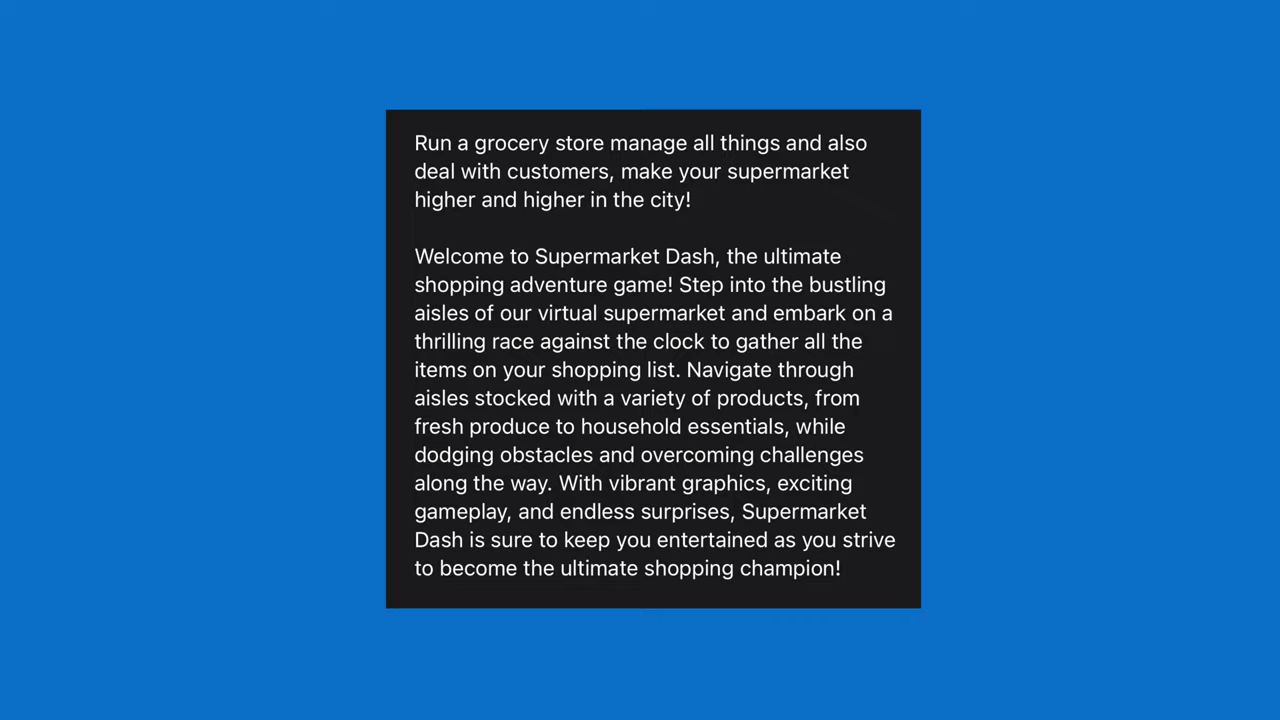 Run a grocery store manage all things and also
deal with customers, make your supermarket
higher and higher in the city!
Welcome to Supermarket Dash, the ultimate
shopping adventure game! Step into the bustling
aisles of our virtual supermarket and embark on a
thrilling race against the clock to gather all the
items on your shopping list. Navigate through
aisles stocked with a variety of products, from
fresh produce to household essentials, while
dodging obstacles and overcoming challenges
along the way. With vibrant graphics, exciting
gameplay, and endless surprises, Supermarket
Dash is sure to keep you entertained as you strive
to become the ultimate shopping champion!